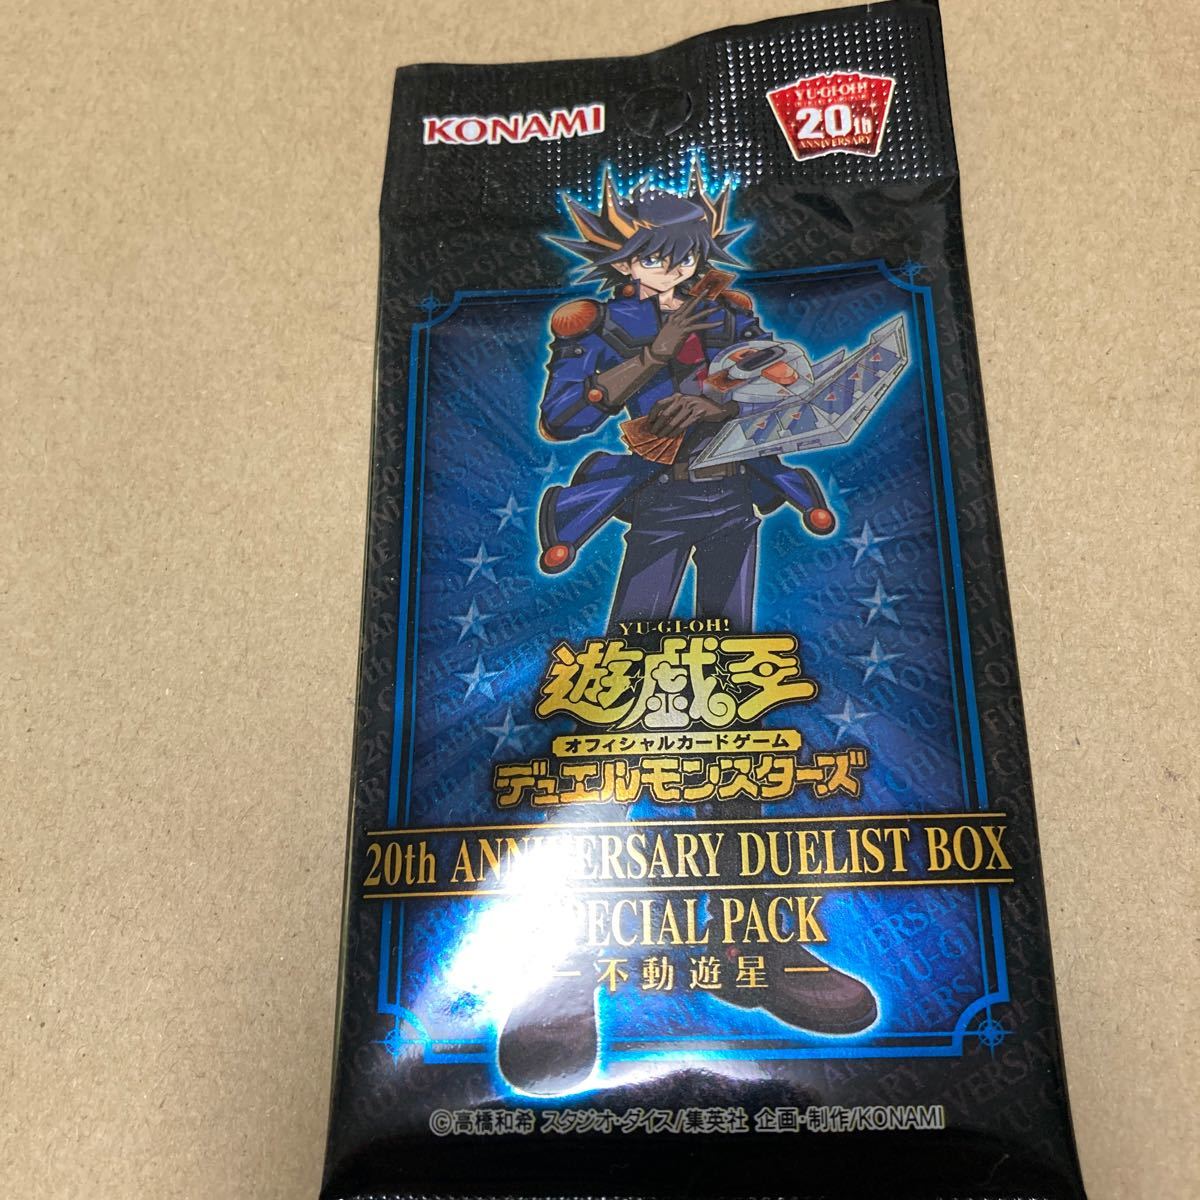 KONAMI
YU-GI-OH!
20th
ANNIVERSARY
YU-GI-OH!
遊戯王
オフィシャルカードゲーム
デュエルモンスターズ
20th ANNIVERSARY DUELIST BOX
SPECIAL PACK
―不動遊星―
©高橋和希 スタジオ・ダイス/集英社 企画・制作/KONAMI